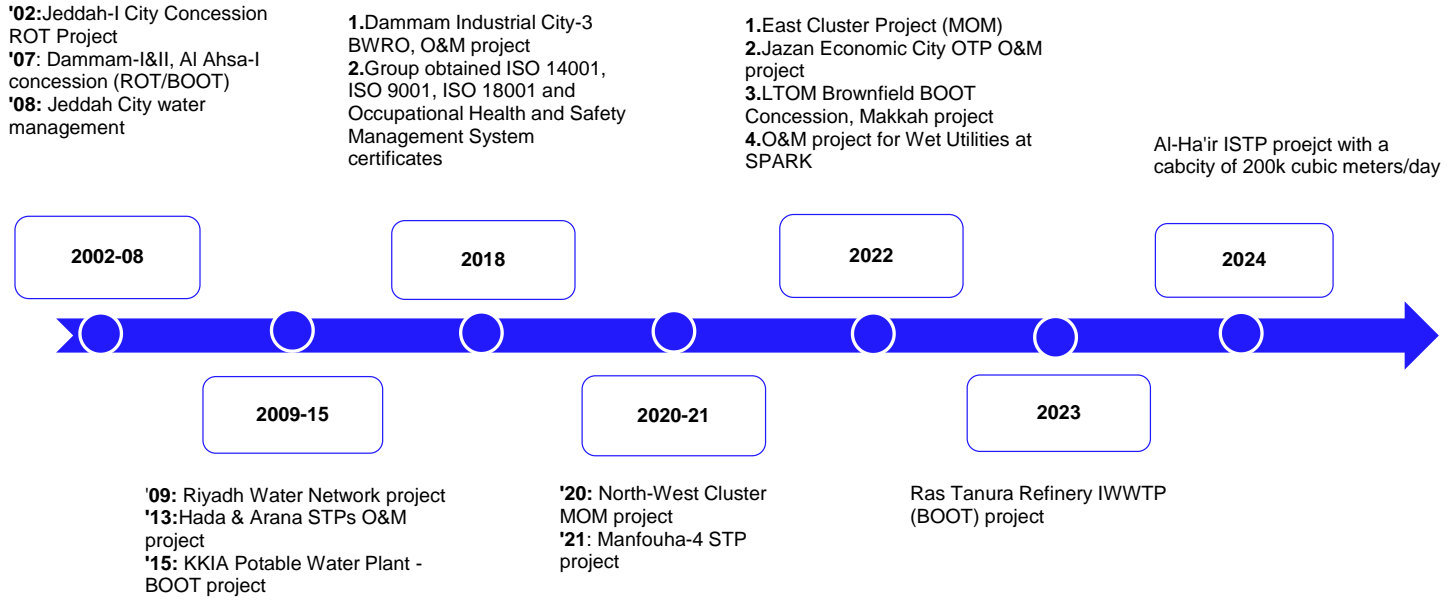 '02:Jeddah-I City Concession
ROT Project
'07: Dammam-I&II, Al Ahsa-I
concession (ROT/BOOT)
'08: Jeddah City water
management
1.Dammam Industrial City-3
BWRO, O&M project
2.Group obtained ISO 14001,
ISO 9001, ISO 18001 and
Occupational Health and Safety
Management System
certificates
1.East Cluster Project (MOM)
2.Jazan Economic City OTP O&M
project
3.LTOM Brownfield BOOT
Concession, Makkah project
4.O&M project for Wet Utilities at
SPARK
Al-Ha'ir ISTP proejct with a
cabcity of 200k cubic meters/day
2002-08
2018
2022
2024
2009-15
2020-21
2023
'09: Riyadh Water Network project
'13:Hada & Arana STPs O&M
project
'15: KKIA Potable Water Plant -
BOOT project
'20: North-West Cluster
MOM project
'21: Manfouha-4 STP
project
Ras Tanura Refinery IWWTP
(BOOT) project